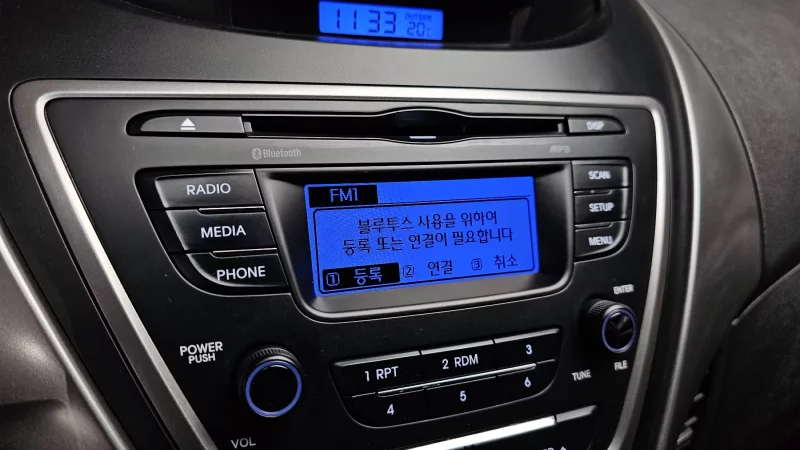 11:33 OUTSIDE 20°C
DISP
Bluetooth
MP3
RADIO
MEDIA
PHONE
SCAN
SETUP
MENU
FM1
블루투스 사용을 위하여
등록 또는 연결이 필요합니다
① 등록 ② 연결 ③ 취소
POWER
PUSH
VOL
1 RPT
2 RDM
3
4
5
6
ENTER
TUNE
FILE